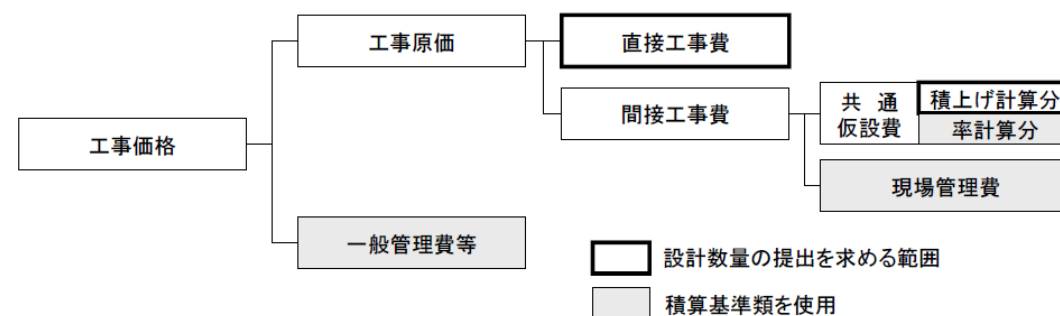 工事価格
工事原価
一般管理費等
直接工事費
間接工事費
共通
仮設費
積上げ計算分
率計算分
現場管理費
設計数量の提出を求める範囲
積算基準類を使用